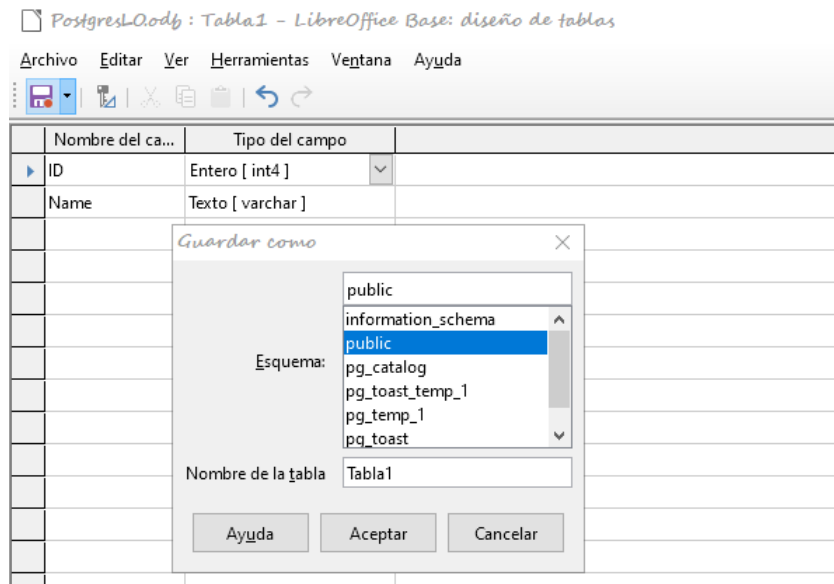 PostgresLO.odb : Tabla1 - LibreOffice Base: diseño de tablas
Archivo Editar Ver Herramientas Ventana Ayuda
Nombre del ca... Tipo del campo
ID Entero [ int4 ]
Name Texto [ varchar ]
Guardar como
public
information_schema
public
Esquema:
pg_catalog
pg_toast_temp_1
pg_temp_1
pg_toast
Nombre de la tabla Tabla1
Ayuda Aceptar Cancelar